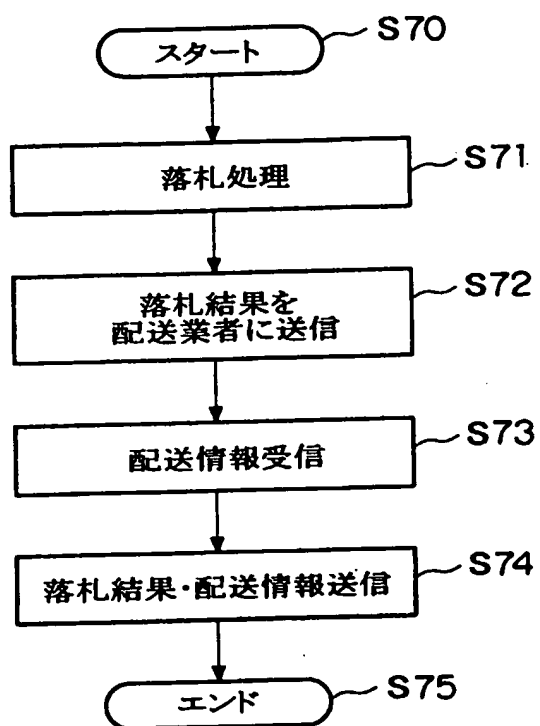 スタート
S70
落札処理
S71
落札結果を
配送業者に送信
S72
配送情報受信
S73
落札結果・配送情報送信
S74
エンド
S75